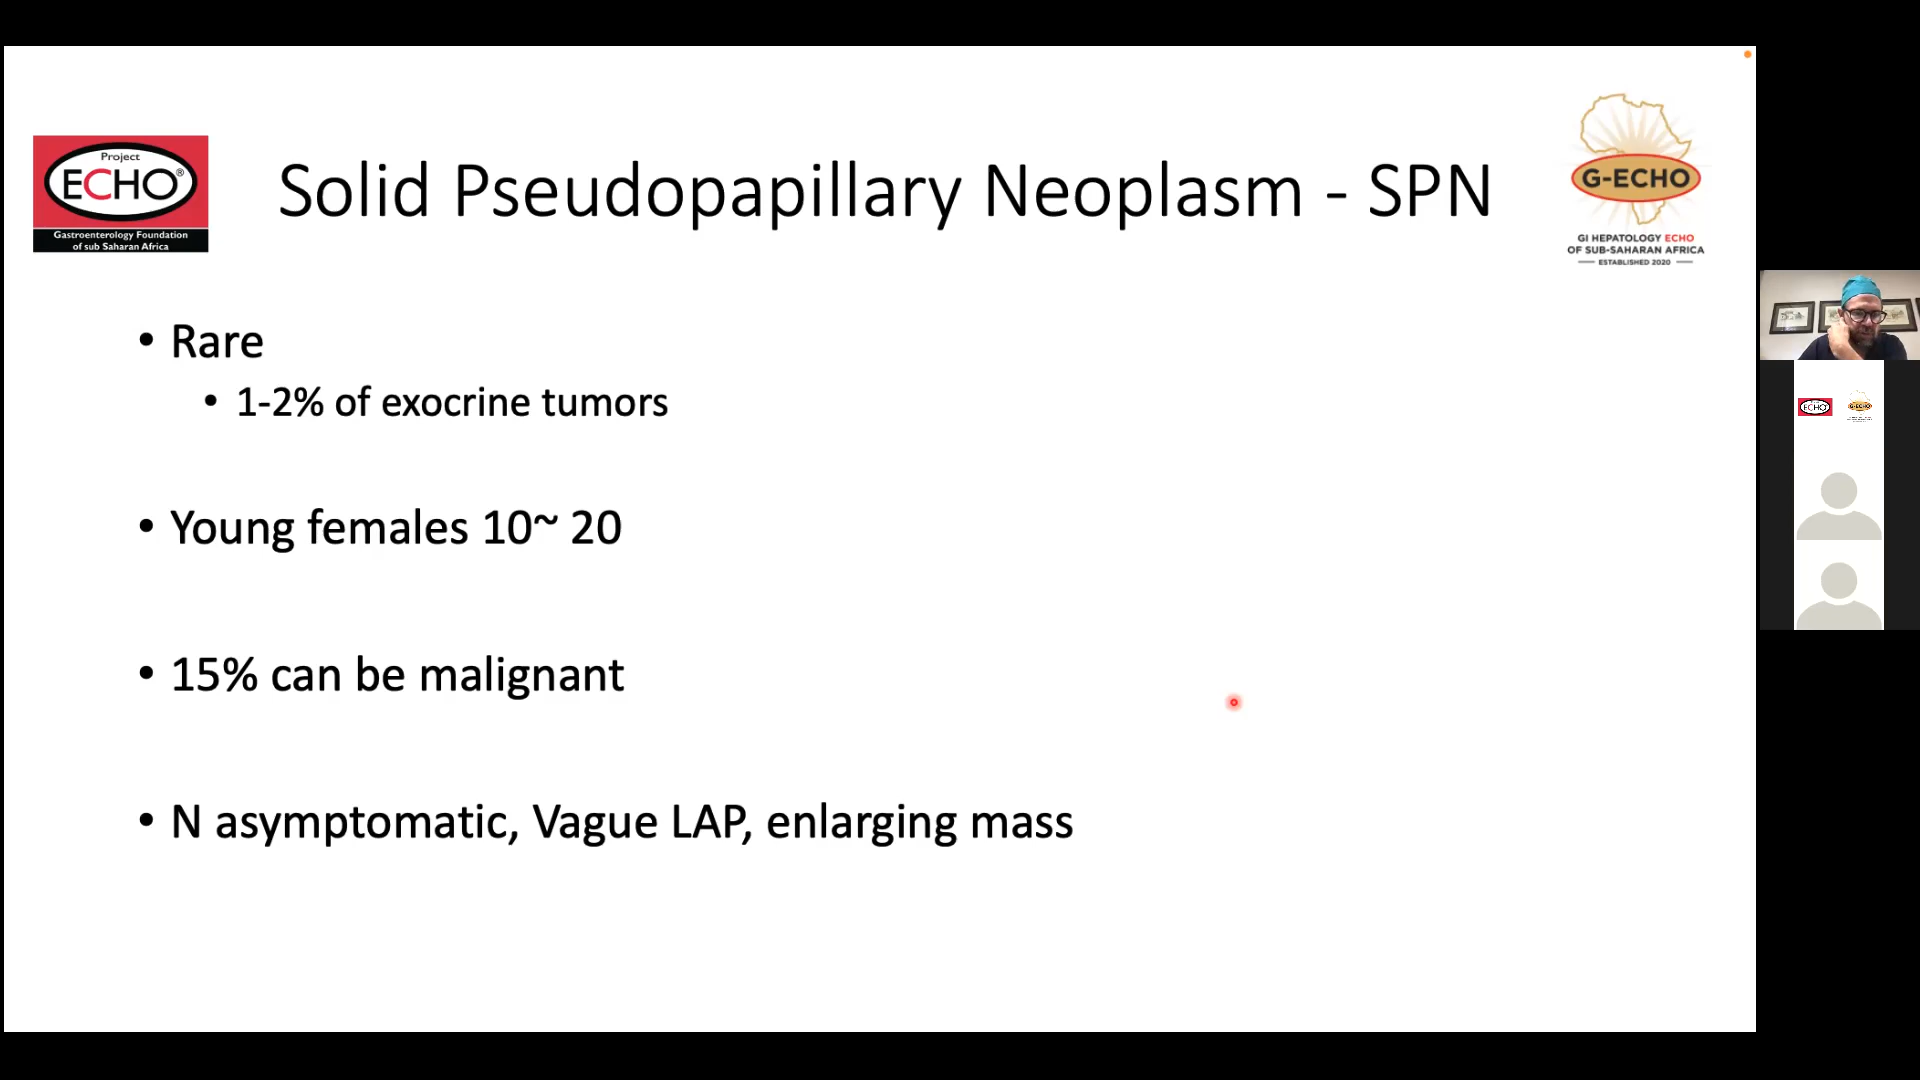 Project
ECHO®
Gastroenterology Foundation
of sub Saharan Africa
Solid Pseudopapillary Neoplasm - SPN
G-ECHO
GI HEPATOLOGY ECHO
OF SUB-SAHARAN AFRICA
ESTABLISHED 2020
• Rare
• 1-2% of exocrine tumors
• Young females 10~ 20
• 15% can be malignant
• N asymptomatic, Vague LAP, enlarging mass
ECHO
G-ECHO